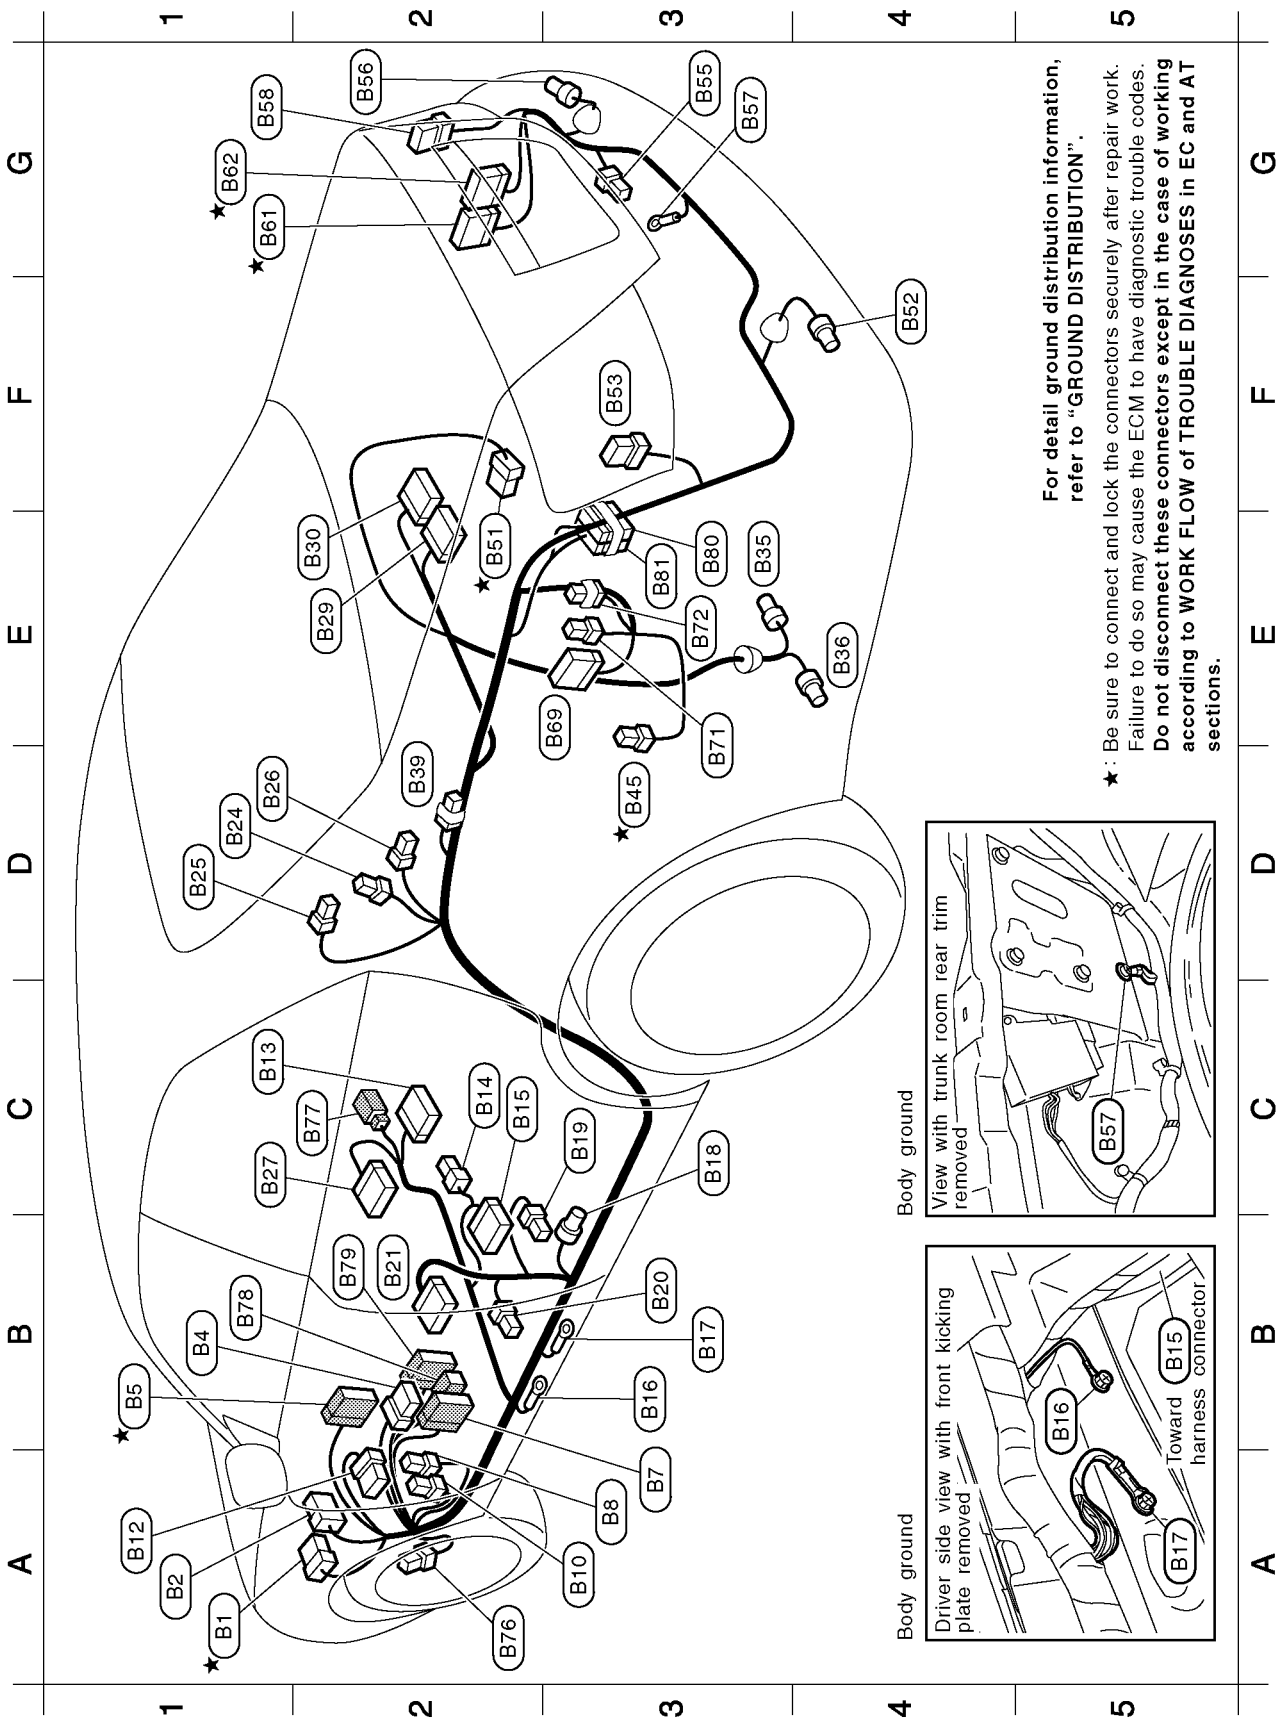 A B C D E F G
1 1
2 2
3 3
4 4
5 5
A B C D E F G
★ B1
B2
B12
★ B5
B4
B78
B79
B21
B27
B77
B13
B14
B15
B19
B18
B20
B17
B16
B7
B8
B10
B76
B25
B24
B26
B39
B29
B30
★ B51
★ B61
★ B62
B58
B56
B55
B57
B52
B53
B80
B81
B35
B72
B36
B69
B71
★ B45
For detail ground distribution information,
refer to “GROUND DISTRIBUTION”.
★ : Be sure to connect and lock the connectors securely after repair work.
Failure to do so may cause the ECM to have diagnostic trouble codes.
Do not disconnect these connectors except in the case of working
according to WORK FLOW of TROUBLE DIAGNOSES in EC and AT
sections.
Body ground
Driver side view with front kicking
plate removed
B16
B17
Toward B15
harness connector
Body ground
View with trunk room rear trim
removed
B57